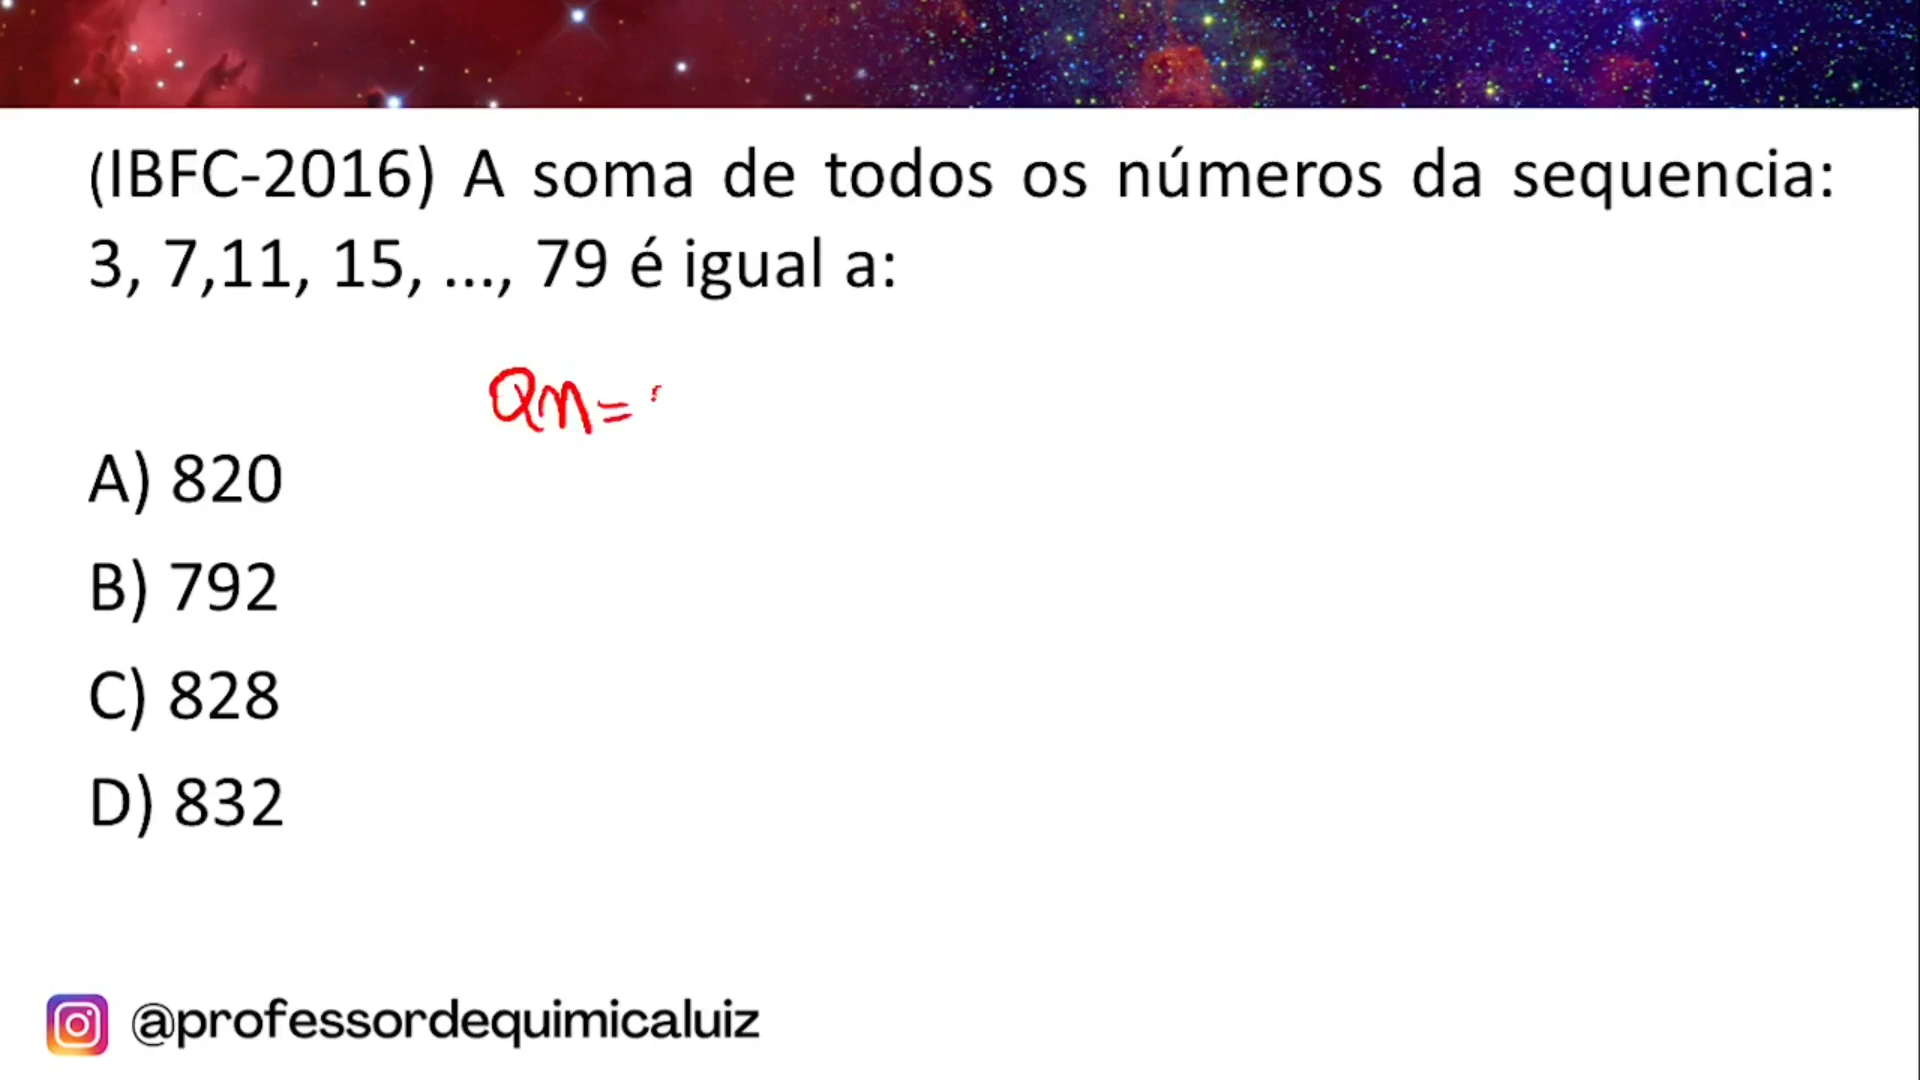 (IBFC-2016) A soma de todos os números da sequencia:
3, 7,11, 15, ..., 79 é igual a:
an=
A) 820
B) 792
C) 828
D) 832
@professordequimicaluiz